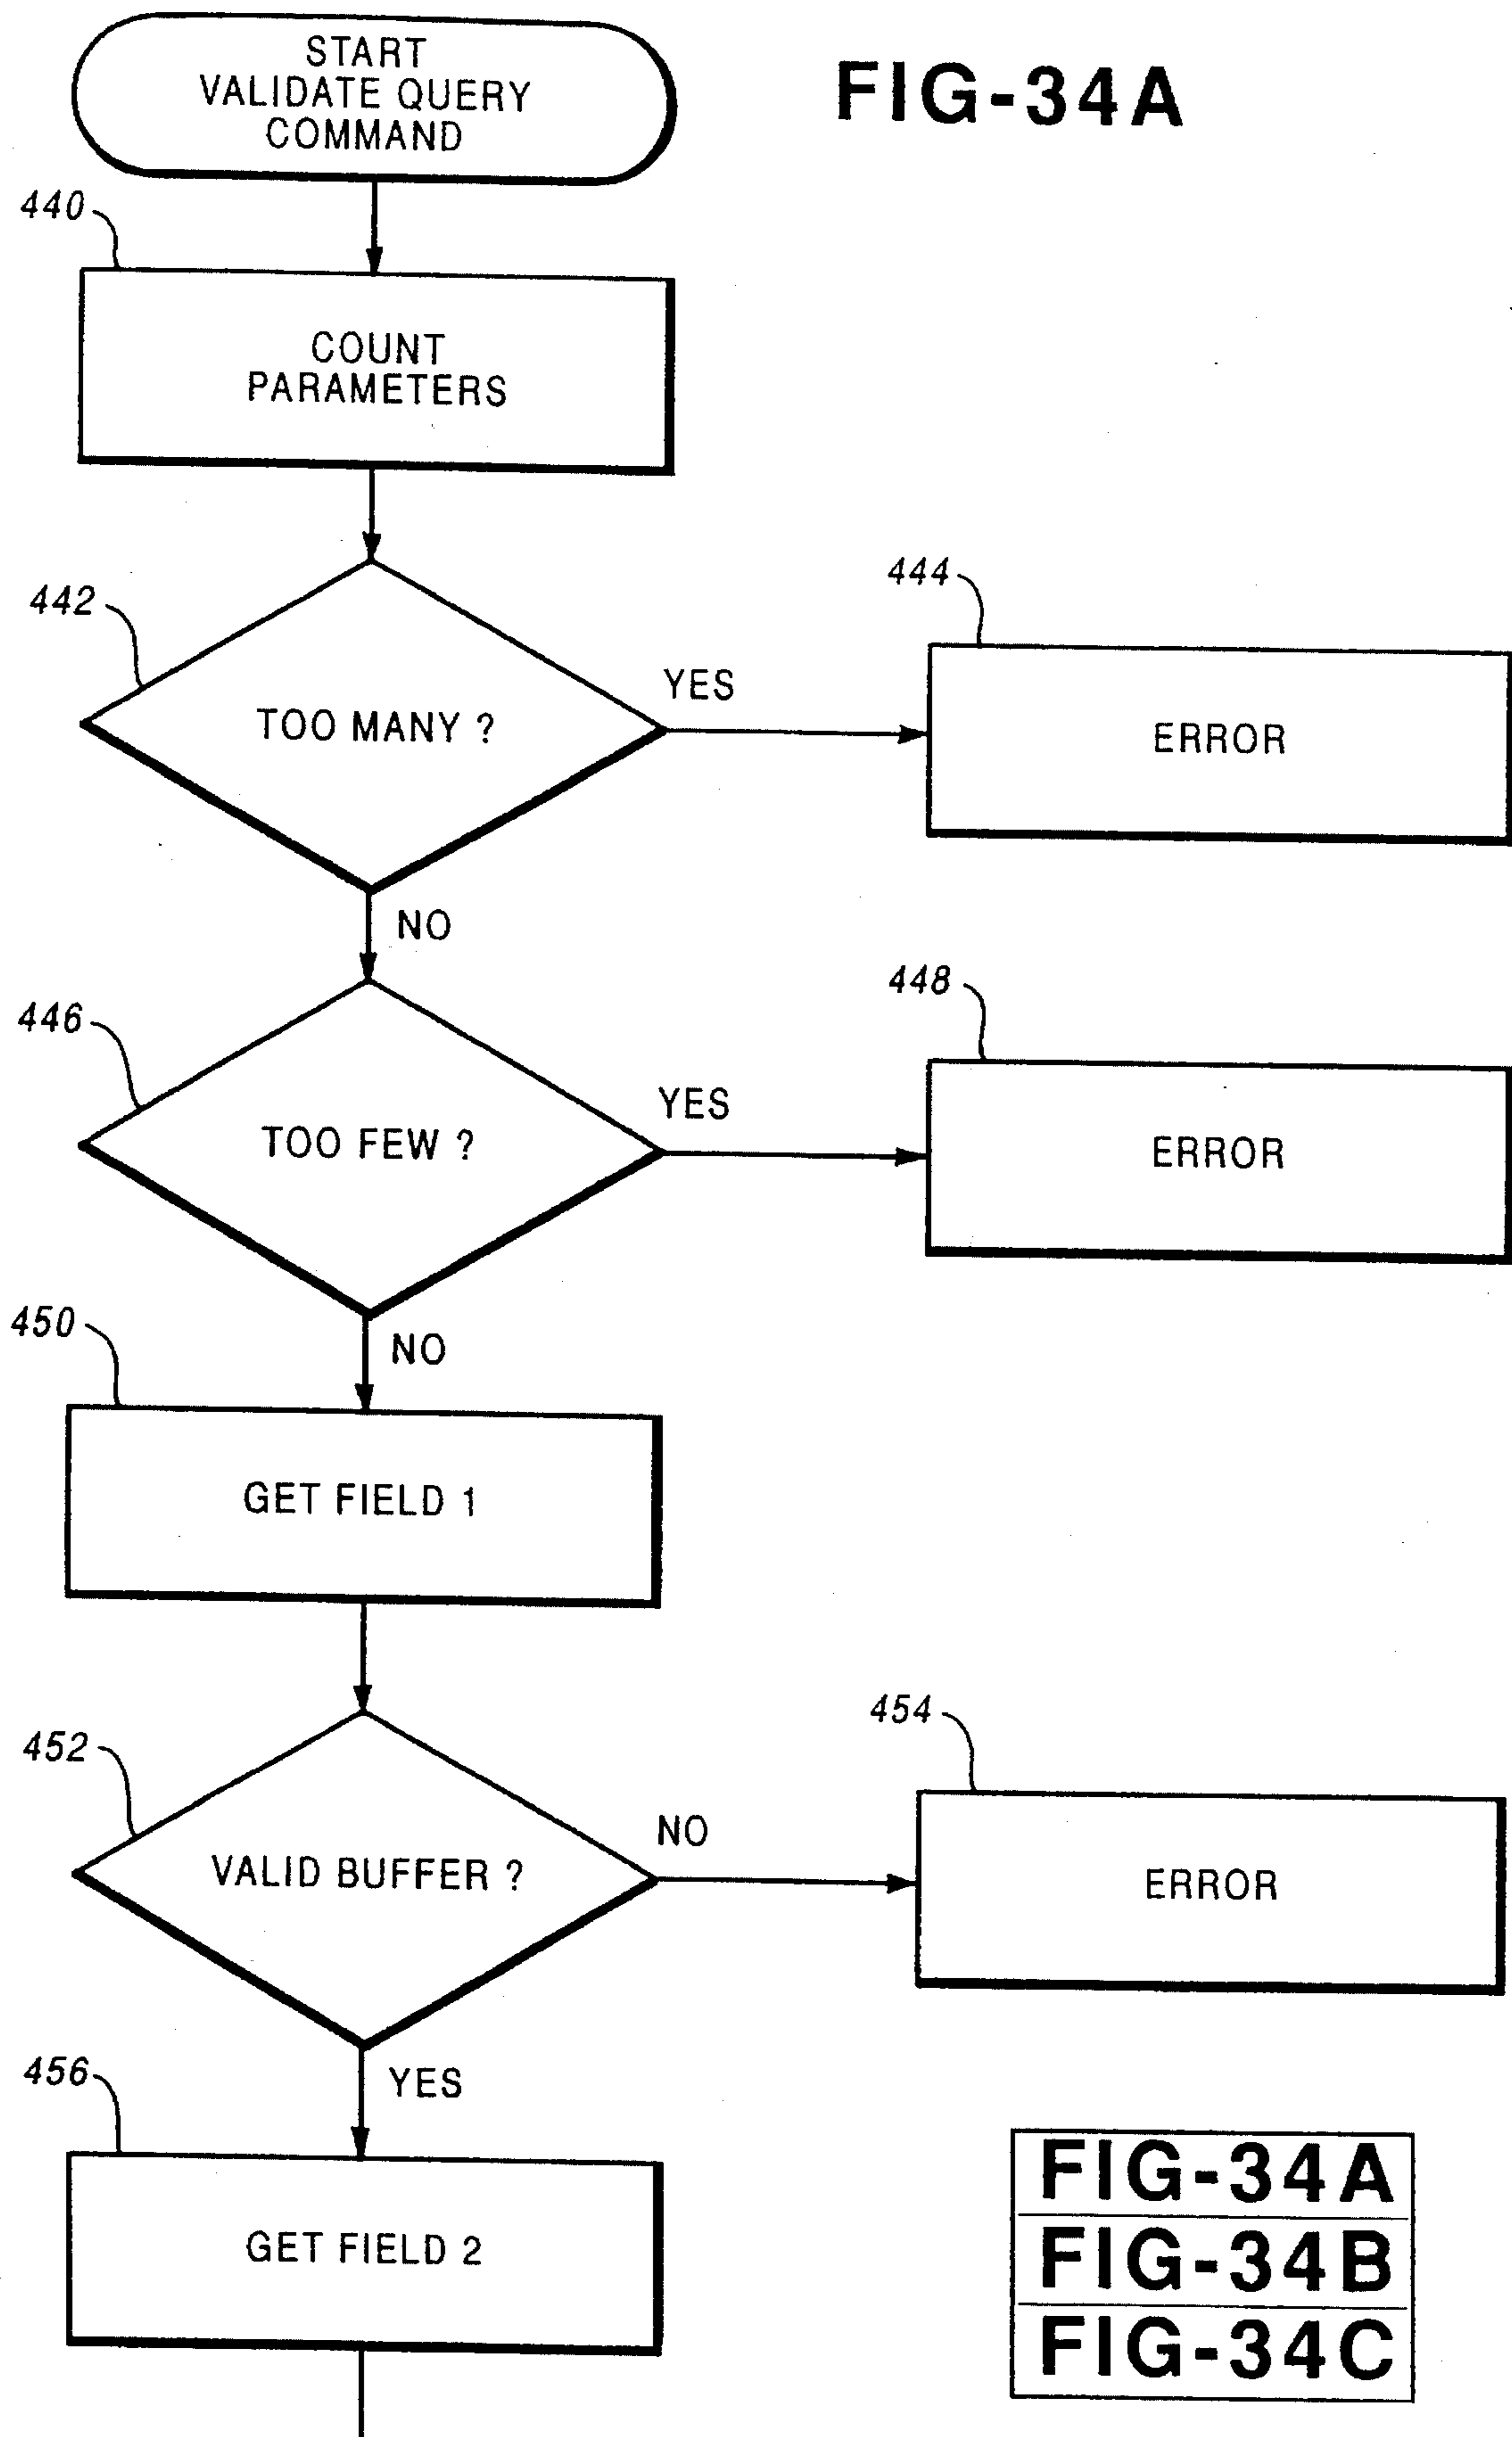 START
VALIDATE QUERY
COMMAND
FIG-34A
440
COUNT
PARAMETERS
442
TOO MANY ?
YES
444
ERROR
NO
446
TOO FEW ?
YES
448
ERROR
NO
450
GET FIELD 1
452
VALID BUFFER ?
NO
454
ERROR
YES
456
GET FIELD 2
FIG-34A
FIG-34B
FIG-34C